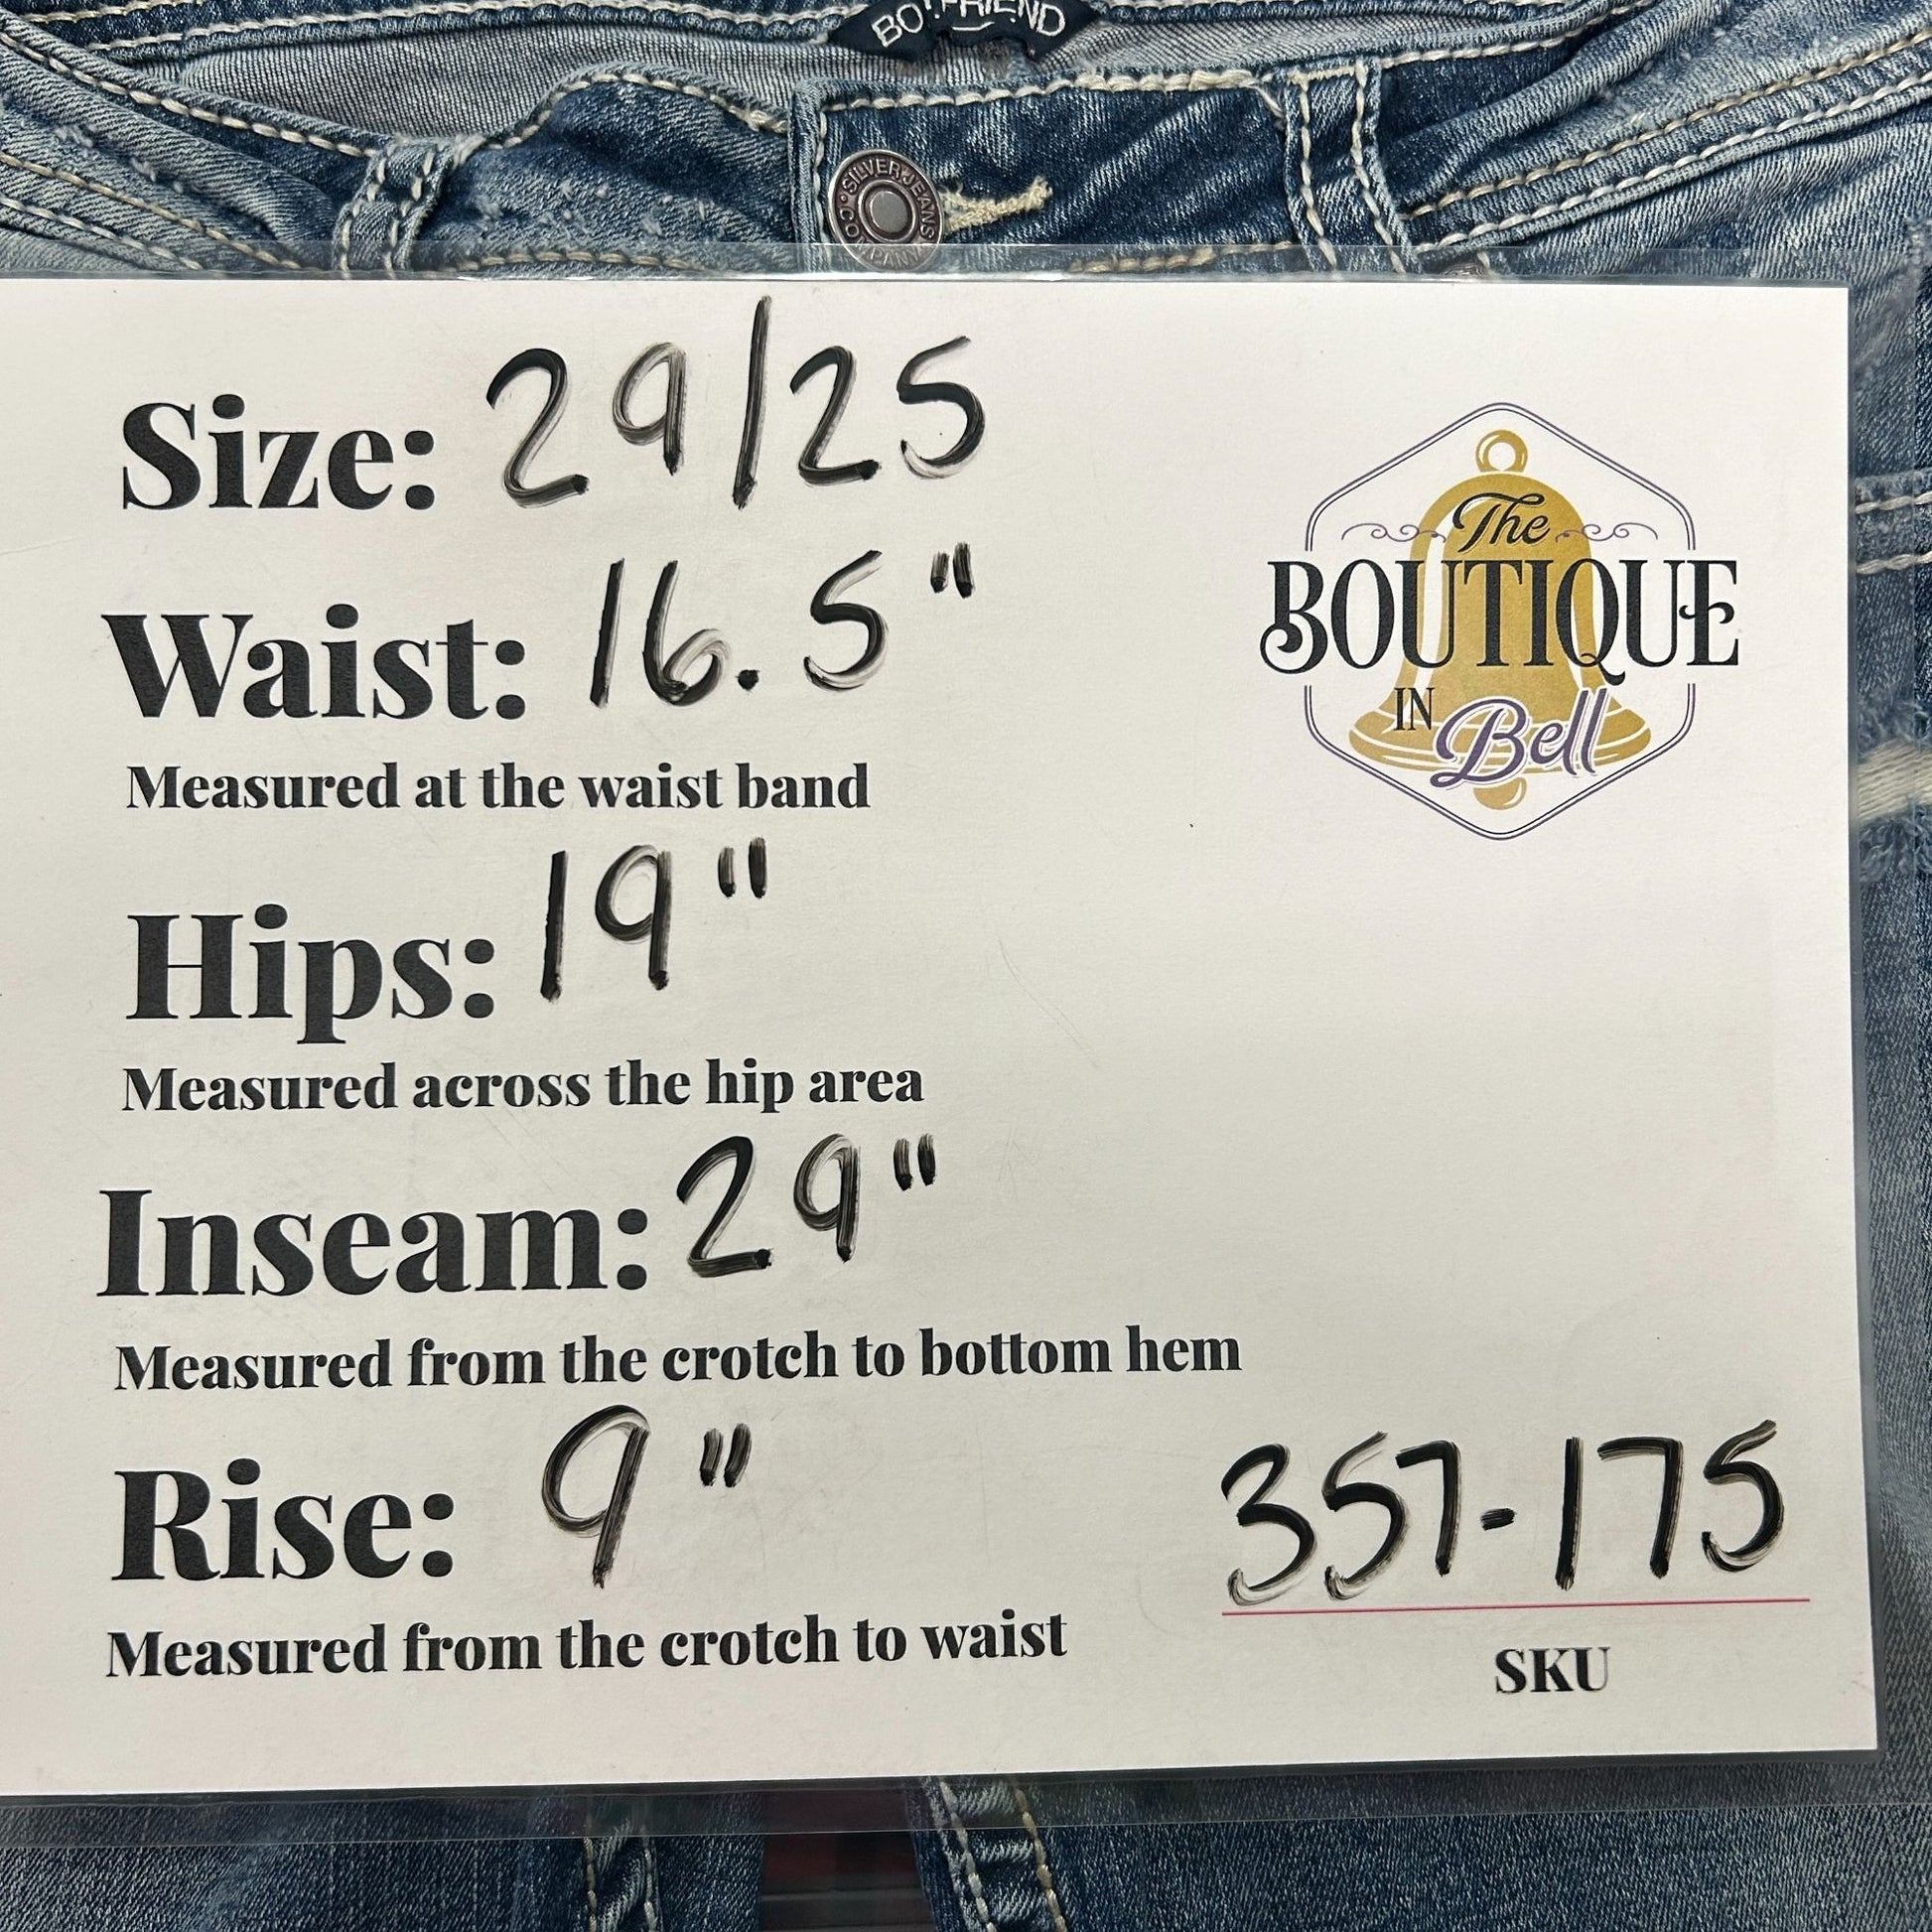 BOYFRIEND
SILVER JEANS
CO. COMPANY
Size: 29/25
The
BOUTIQUE
IN Bell
Waist: 16.5"
Measured at the waist band
Hips: 19"
Measured across the hip area
Inseam: 29"
Measured from the crotch to bottom hem
Rise: 9"
357-175
Measured from the crotch to waist
SKU